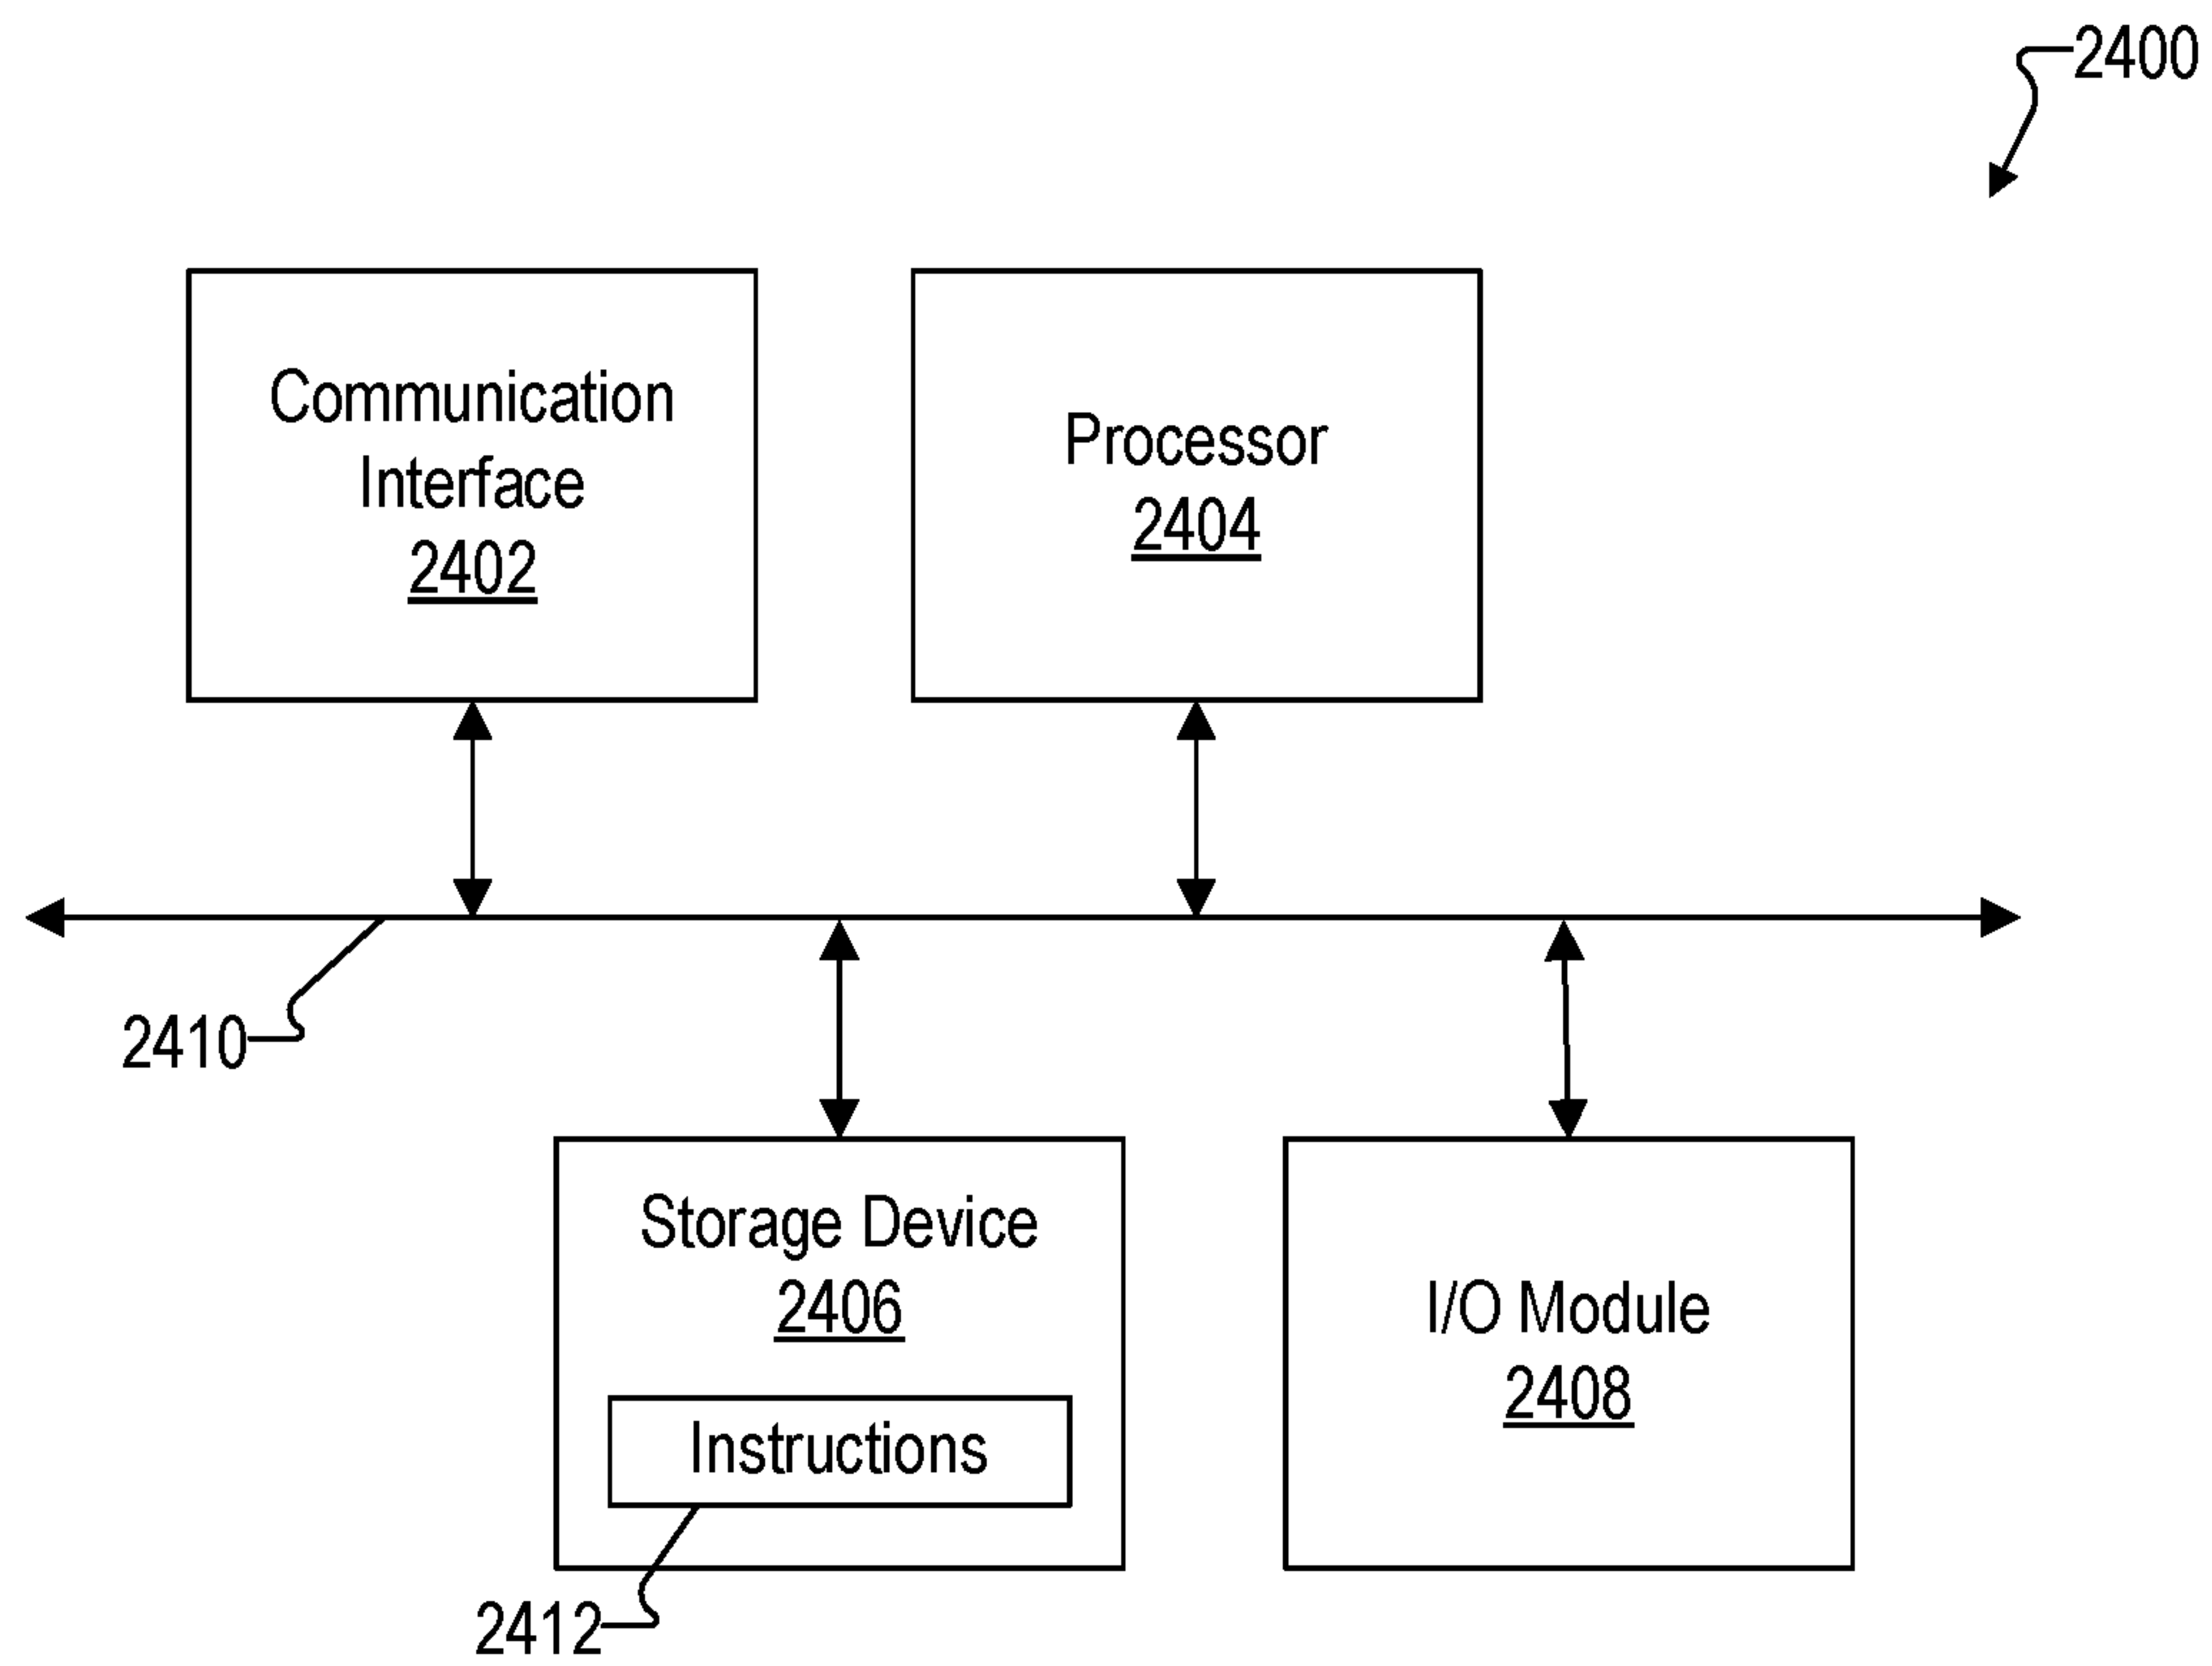 2400
Communication
Interface
2402
Processor
2404
2410
Storage Device
2406
Instructions
2412
I/O Module
2408